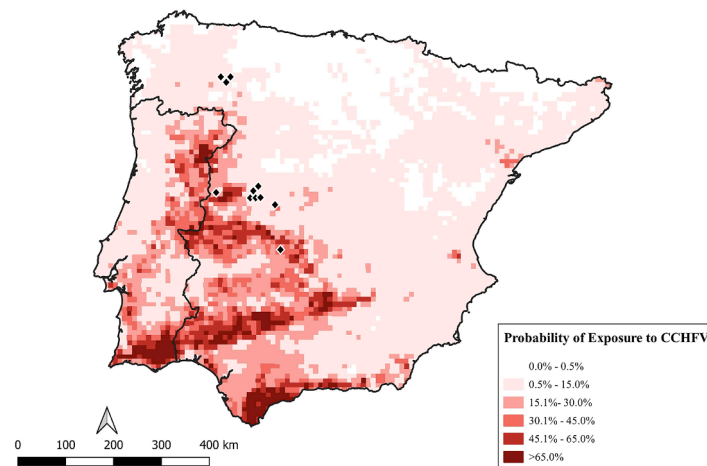 Probability of Exposure to CCHFV
0.0% - 0.5%
0.5% - 15.0%
15.1%- 30.0%
30.1% - 45.0%
45.1% - 65.0%
>65.0%
0 100 200 300 400 km